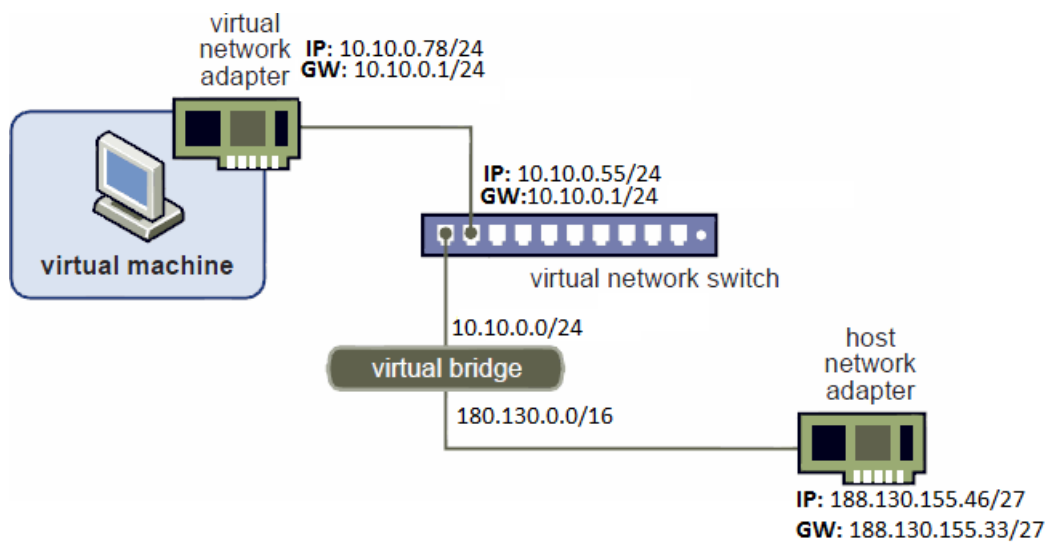 virtual
network
adapter
IP: 10.10.0.78/24
GW: 10.10.0.1/24
virtual machine
IP: 10.10.0.55/24
GW:10.10.0.1/24
virtual network switch
10.10.0.0/24
virtual bridge
180.130.0.0/16
host
network
adapter
IP: 188.130.155.46/27
GW: 188.130.155.33/27